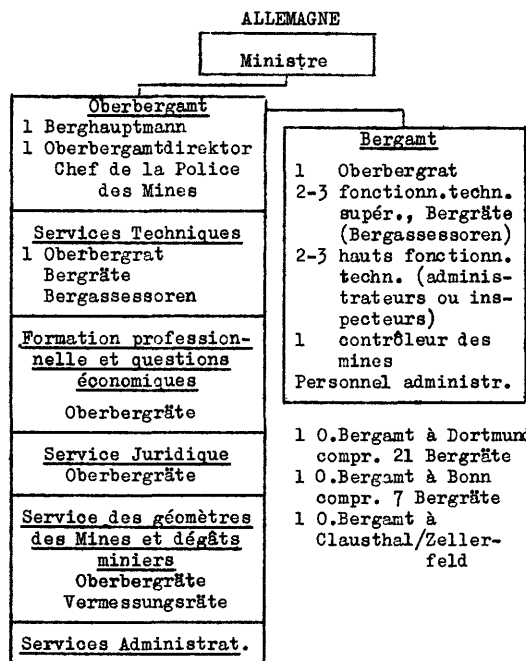 ALLEMAGNE
Ministre
Oberbergamt
1 Berghauptmann
1 Oberbergamtdirektor
Chef de la Police
des Mines
Services Techniques
1 Oberbergrat
Bergräte
Bergassessoren
Formation profession-
nelle et questions
économiques
Oberbergräte
Service Juridique
Oberbergräte
Service des géomètres
des Mines et dégâts
miniers
Oberbergräte
Vermessungsräte
Services Administrat.
Bergamt
1 Oberbergrat
2-3 fonctionn.techn.
supér., Bergräte
(Bergassessoren)
2-3 hauts fonctionn.
techn. (adminis-
trateurs ou ins-
pecteurs)
1 contrôleur des
mines
Personnel administr.
1 O.Bergamt à Dortmund
compr. 21 Bergräte
1 O.Bergamt à Bonn
compr. 7 Bergräte
1 O.Bergamt à
Clausthal/Zeller-
feld